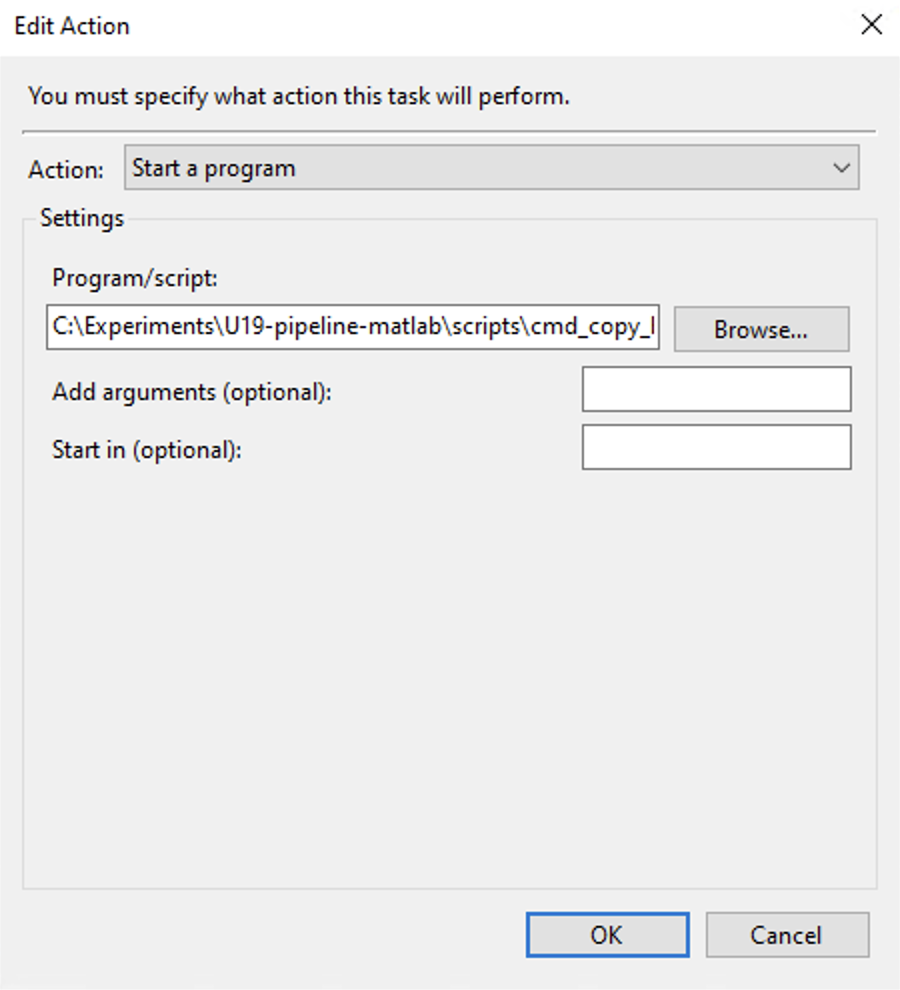 Edit Action
You must specify what action this task will perform.
Action: Start a program
Settings
Program/script:
C:\Experiments\U19-pipeline-matlab\scripts\cmd_copy_ Browse...
Add arguments (optional):
Start in (optional):
OK Cancel